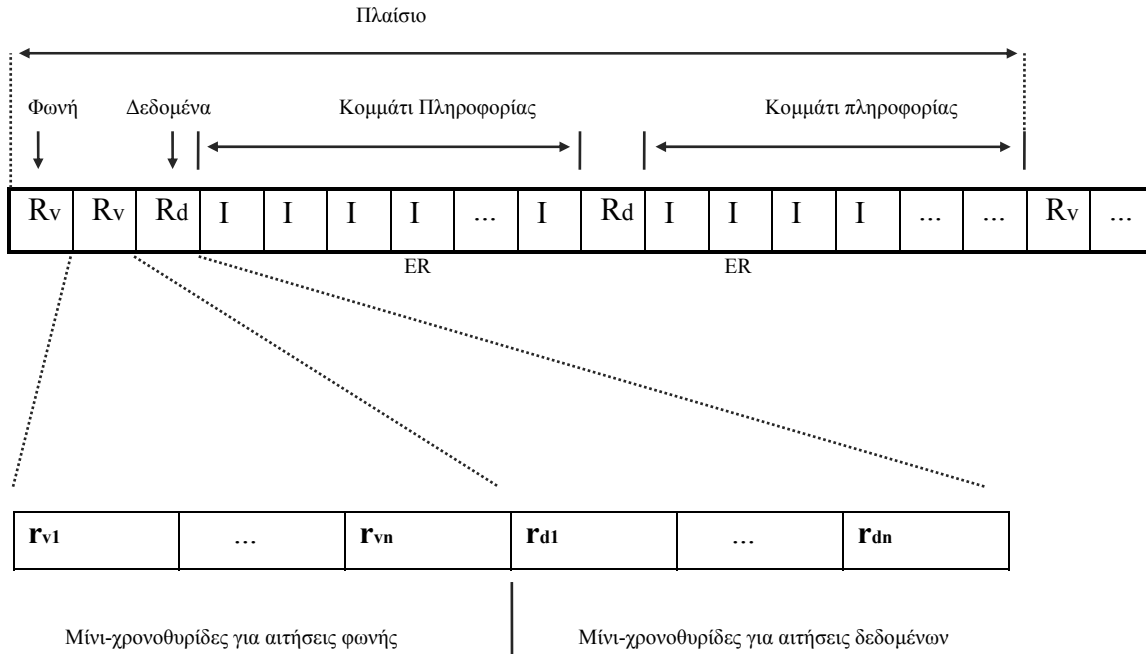 Πλαίσιο
Φωνή Δεδομένα Κομμάτι Πληροφορίας Κομμάτι πληροφορίας
Rv Rv Rd I I I I ... I Rd I I I I ... ... Rv ...
ER ER
rv1 ... rvn rd1 ... rdn
Μίνι-χρονοθυρίδες για αιτήσεις φωνής Μίνι-χρονοθυρίδες για αιτήσεις δεδομένων